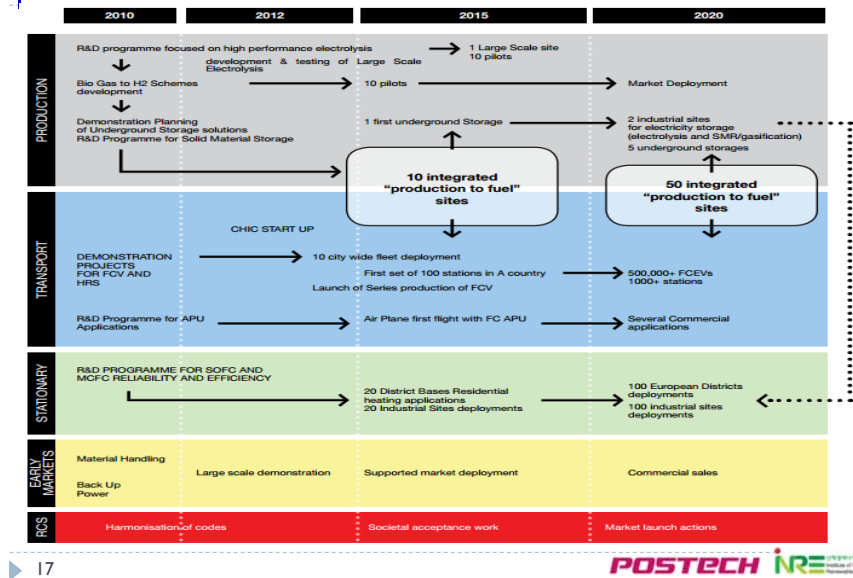 2010
2012
2015
2020
PRODUCTION
R&D programme focused on high performance electrolysis
1 Large Scale site
10 pilots
development & testing of Large Scale
Electrolysis
Bio Gas to H2 Schemes
development
10 pilots
Market Deployment
Demonstration Planning
of Underground Storage solutions
R&D Programme for Solid Material Storage
1 first underground Storage
2 industrial sites
for electricity storage
(electrolysis and SMR/gasification)
5 underground storages
10 integrated
"production to fuel"
sites
50 integrated
"production to fuel"
sites
TRANSPORT
CHIC START UP
DEMONSTRATION
PROJECTS
FOR FCV AND
HRS
10 city wide fleet deployment
First set of 100 stations in A country
500,000+ FCEVs
1000+ stations
Launch of Series production of FCV
R&D Programme for APU
Applications
Air Plane first flight with FC APU
Several Commercial
applications
STATIONARY
R&D PROGRAMME FOR SOFC AND
MCFC RELIABILITY AND EFFICIENCY
20 District Bases Residential
heating applications
20 Industrial Sites deployments
100 European Districts
deployments
100 industrial sites
deployments
EARLY
MARKETS
Material Handling
Back Up
Power
Large scale demonstration
Supported market deployment
Commercial sales
RCS
Harmonisation of codes
Societal acceptance work
Market launch actions
17
POSTECH
iNRE